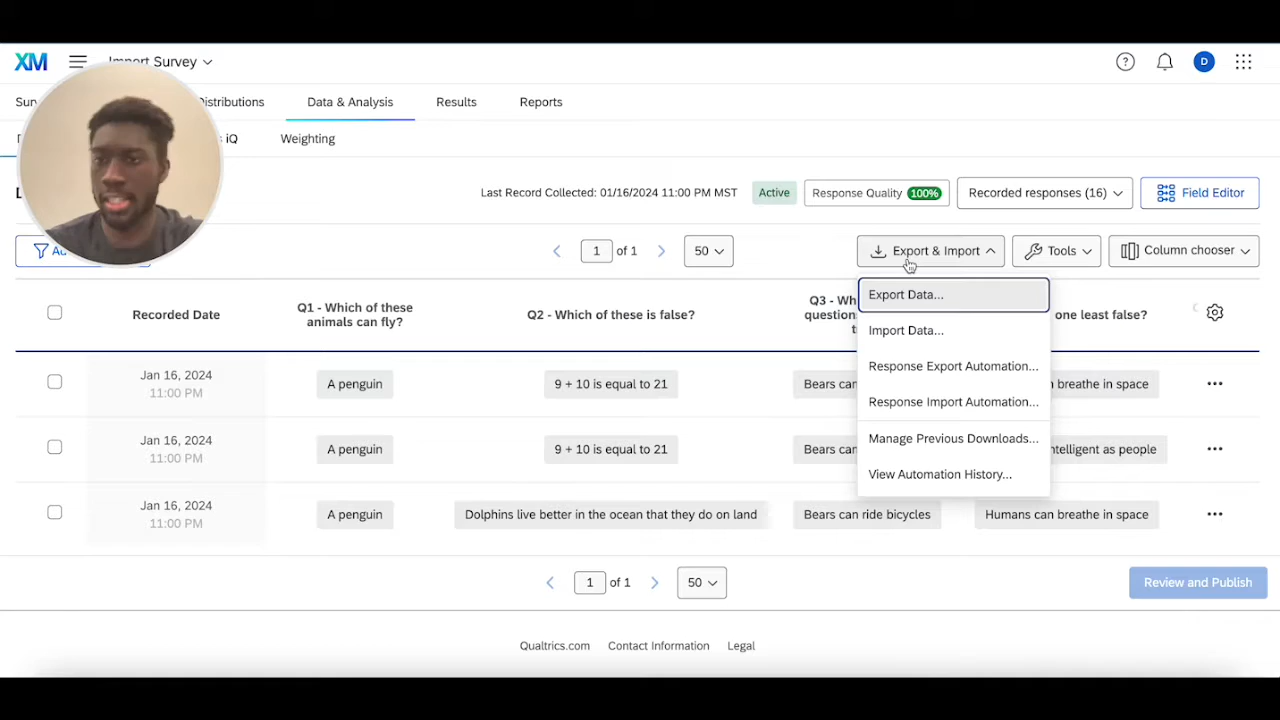 XM
Import Survey
D
Distributions
Data & Analysis
Results
Reports
iQ
Weighting
Last Record Collected: 01/16/2024 11:00 PM MST
Active
Response Quality 100%
Recorded responses (16)
Field Editor
1 of 1
50
Export & Import
Tools
Column chooser
Export Data...
Import Data...
Response Export Automation...
Response Import Automation...
Manage Previous Downloads...
View Automation History...
Recorded Date
Q1 - Which of these
animals can fly?
Q2 - Which of these is false?
Q3 -
one least false?
Jan 16, 2024
11:00 PM
A penguin
9 + 10 is equal to 21
Bears can
breathe in space
Jan 16, 2024
11:00 PM
A penguin
9 + 10 is equal to 21
Bears can
as people
Jan 16, 2024
11:00 PM
A penguin
Dolphins live better in the ocean that they do on land
Bears can ride bicycles
Humans can breathe in space
1 of 1
50
Review and Publish
Qualtrics.com
Contact Information
Legal